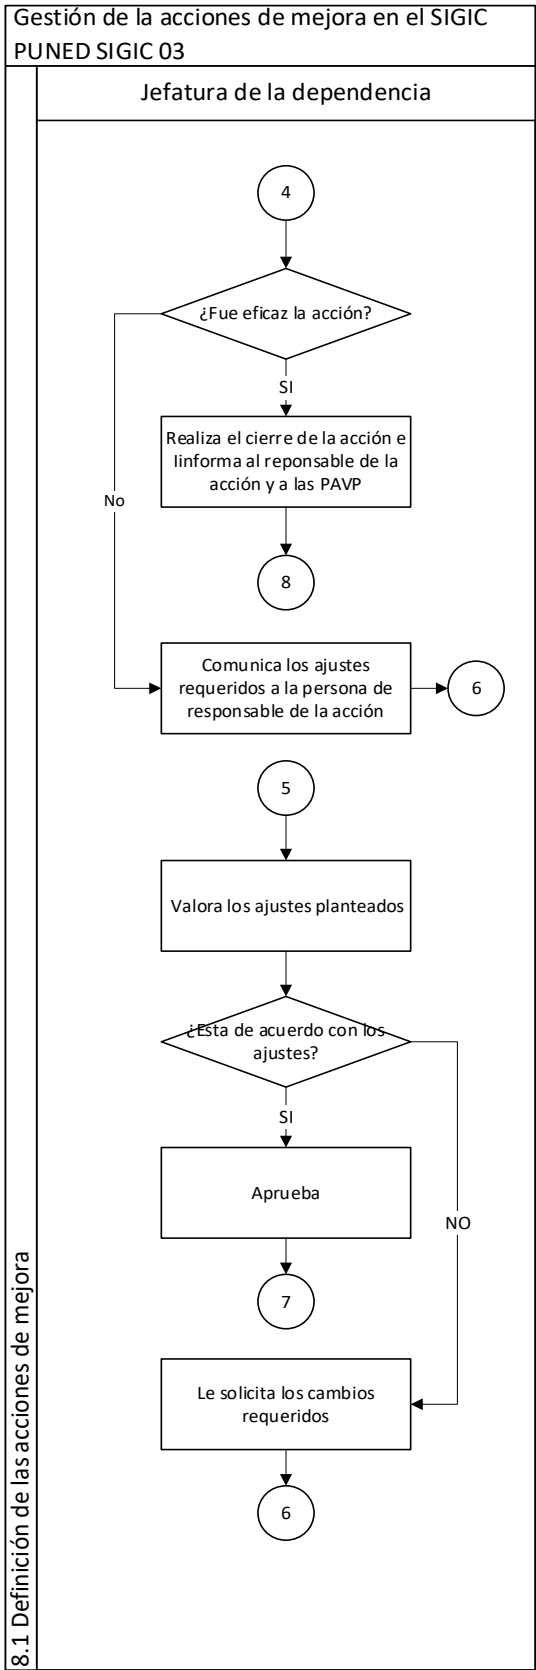 Gestión de la acciones de mejora en el SIGIC
PUNED SIGIC 03
Jefatura de la dependencia
8.1 Definición de las acciones de mejora
4
¿Fue eficaz la acción?
SI
Realiza el cierre de la acción e
Iinforma al reponsable de la
acción y a las PAVP
No
8
Comunica los ajustes
requeridos a la persona de
responsable de la acción
6
5
Valora los ajustes planteados
¿Esta de acuerdo con los
ajustes?
SI
Aprueba
NO
7
Le solicita los cambios
requeridos
6